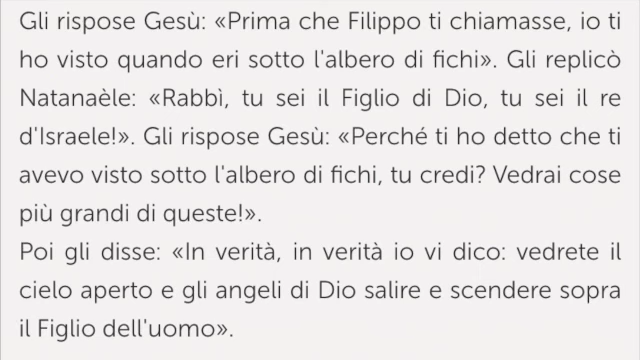 Gli rispose Gesù: «Prima che Filippo ti chiamasse, io ti
ho visto quando eri sotto l'albero di fichi». Gli replicò
Natanaèle: «Rabbì, tu sei il Figlio di Dio, tu sei il re
d'Israele!». Gli rispose Gesù: «Perché ti ho detto che ti
avevo visto sotto l'albero di fichi, tu credi? Vedrai cose
più grandi di queste!».
Poi gli disse: «In verità, in verità io vi dico: vedrete il
cielo aperto e gli angeli di Dio salire e scendere sopra
il Figlio dell'uomo».